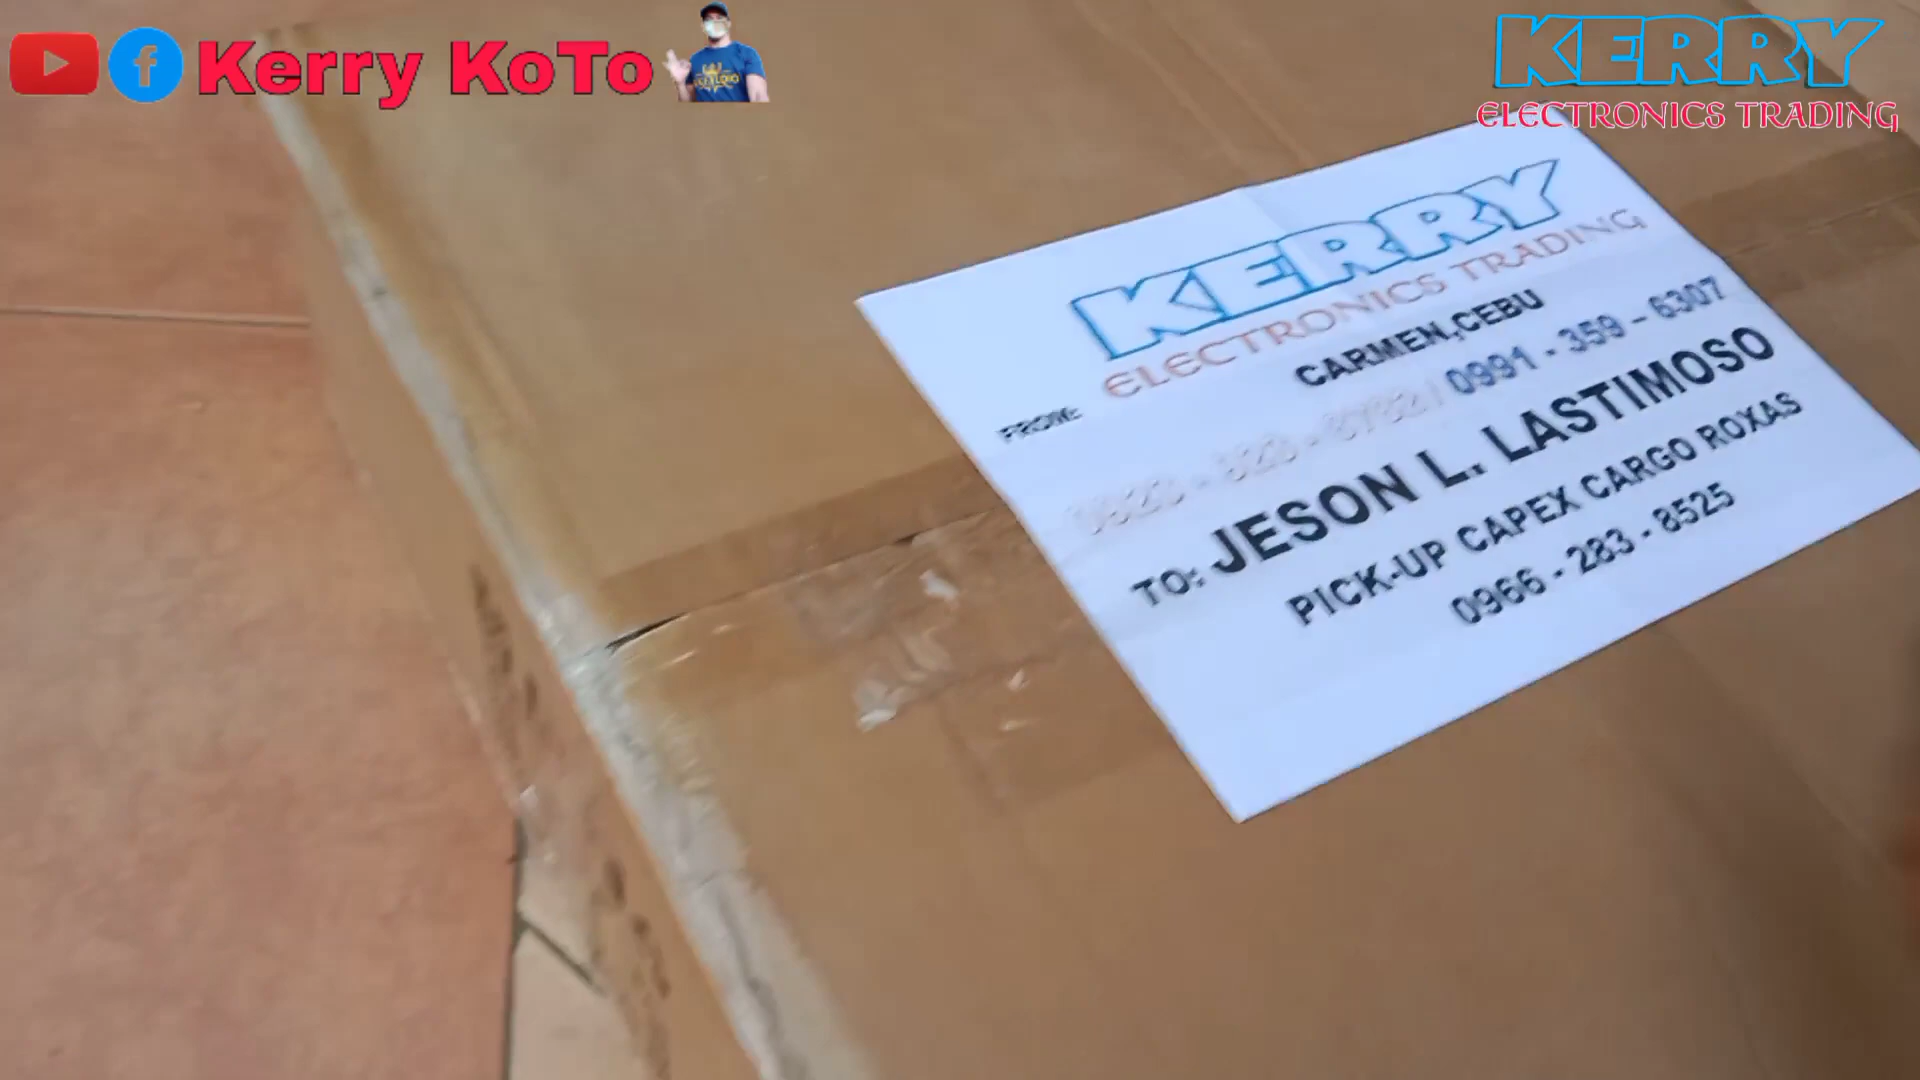 Kerry KoTo
KERRY
ELECTRONICS TRADING
KERRY
ELECTRONICS TRADING
CARMEN,CEBU
FROM:
0991 - 359 - 6307
TO: JESON L. LASTIMOSO
PICK-UP CAPEX CARGO ROXAS
0966 - 283 - 8525